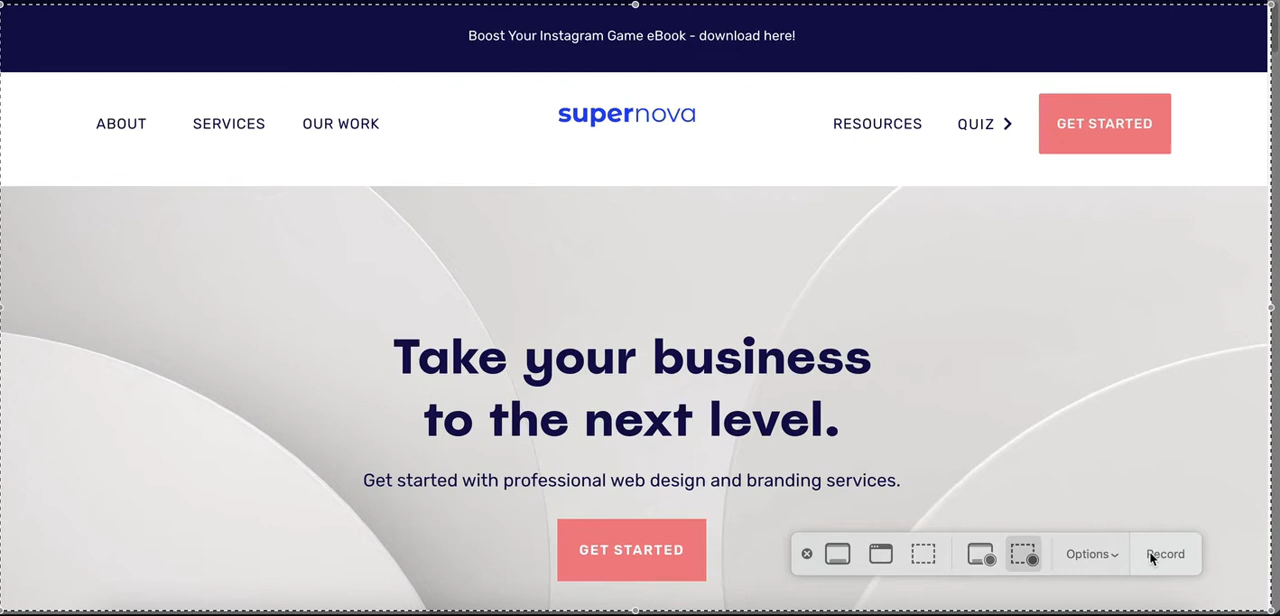 Boost Your Instagram Game eBook - download here!
ABOUT SERVICES OUR WORK supernova RESOURCES QUIZ GET STARTED
Take your business
to the next level.
Get started with professional web design and branding services.
GET STARTED
Options Record